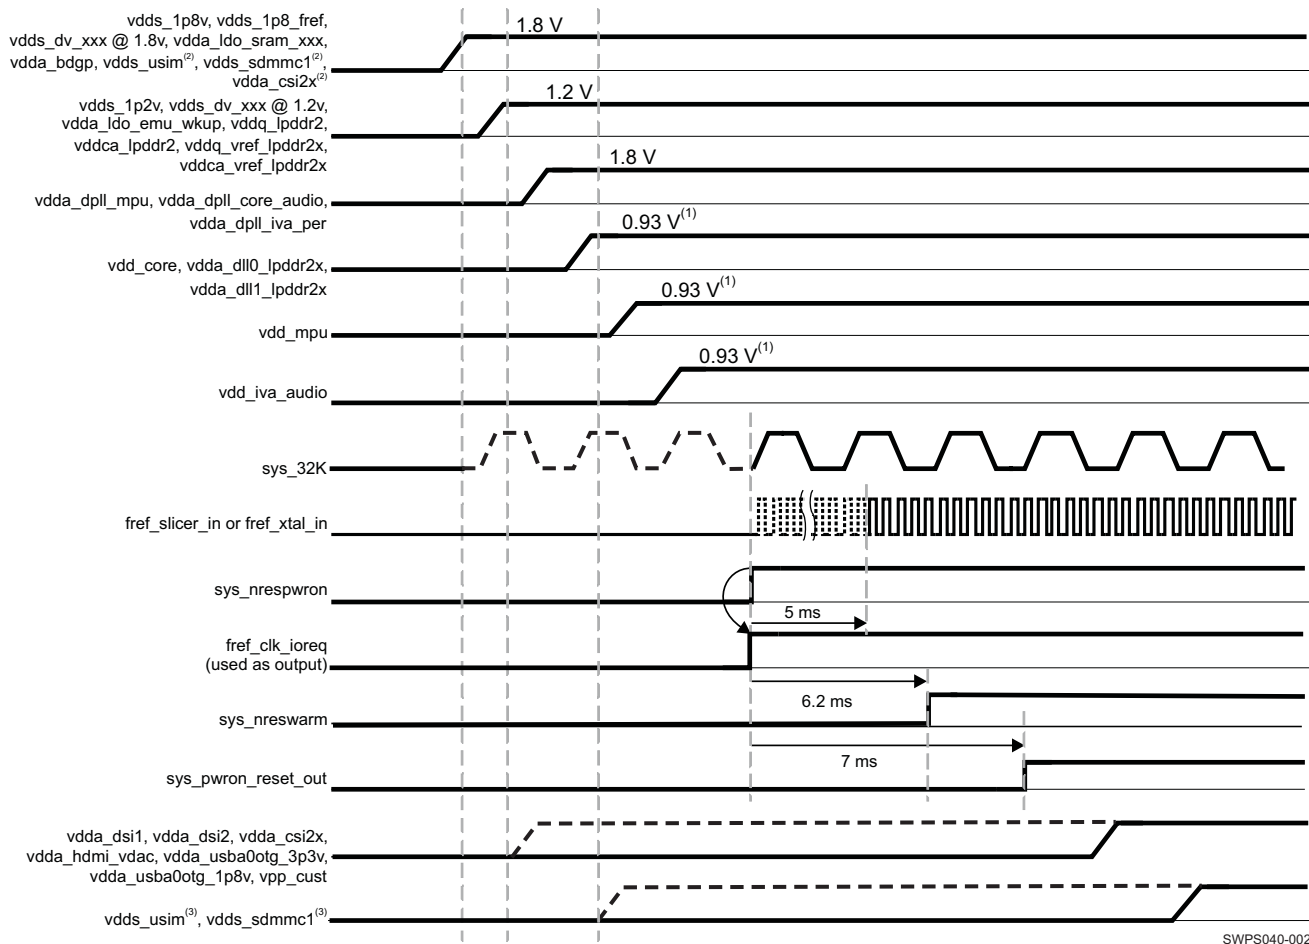 vdds_1p8v, vdds_1p8_fref,
vdds_dv_xxx @ 1.8v, vdda_ldo_sram_xxx,
vdda_bdgp, vdds_usim(2), vdds_sdmmc1(2),
vdda_csi2x(2)
1.8 V
vdds_1p2v, vdds_dv_xxx @ 1.2v,
vdda_ldo_emu_wkup, vddq_lpddr2,
vddca_lpddr2, vddq_vref_lpddr2x,
vddca_vref_lpddr2x
1.2 V
vdda_dpll_mpu, vdda_dpll_core_audio,
vdda_dpll_iva_per
1.8 V
vdd_core, vdda_dll0_lpddr2x,
vdda_dll1_lpddr2x
0.93 V(1)
vdd_mpu
0.93 V(1)
vdd_iva_audio
0.93 V(1)
sys_32K
fref_slicer_in or fref_xtal_in
sys_nrespwron
5 ms
fref_clk_ioreq
(used as output)
6.2 ms
sys_nreswarm
7 ms
sys_pwron_reset_out
vdda_dsi1, vdda_dsi2, vdda_csi2x,
vdda_hdmi_vdac, vdda_usba0otg_3p3v,
vdda_usba0otg_1p8v, vpp_cust
vdds_usim(3), vdds_sdmmc1(3)
SWPS040-002